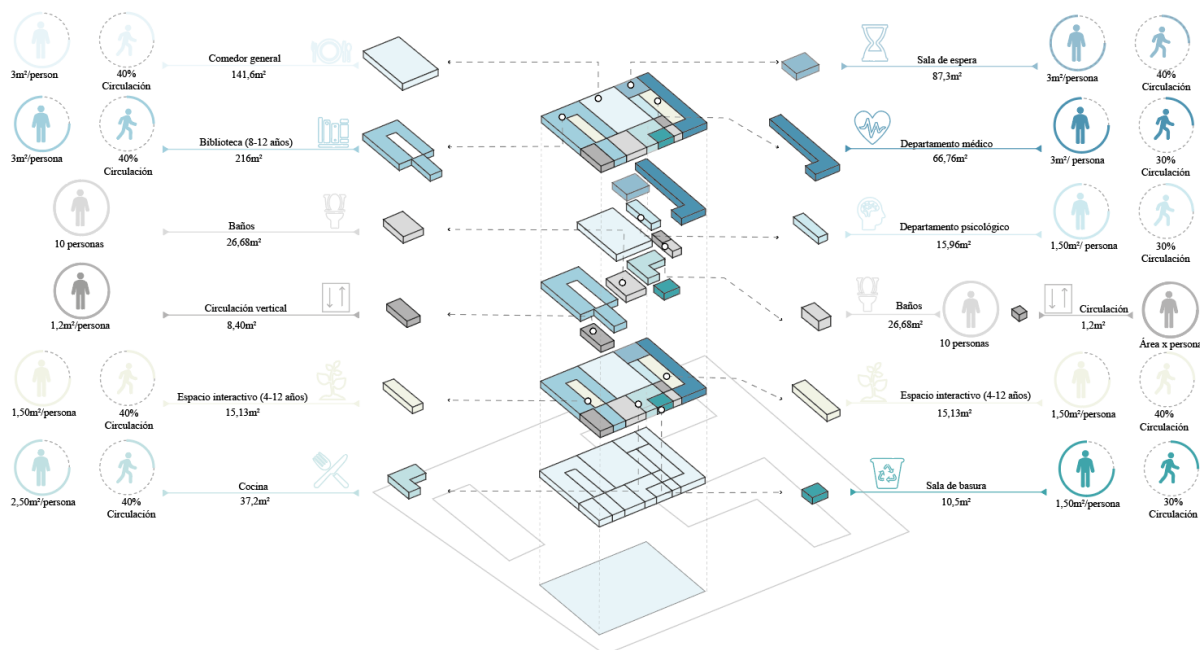 Comedor general
141,6m²
3m²/person
40%
Circulación
Biblioteca (8-12 años)
216m²
3m²/persona
40%
Circulación
Baños
26,68m²
10 personas
Circulación vertical
8,40m²
1,2m²/persona
Espacio interactivo (4-12 años)
15,13m²
1,50m²/persona
40%
Circulación
Cocina
37,2m²
2,50m²/persona
40%
Circulación
Sala de espera
87,3m²
3m²/persona
40%
Circulación
Departamento médico
66,76m²
3m²/ persona
30%
Circulación
Departamento psicológico
15,96m²
1,50m²/ persona
30%
Circulación
Baños
26,68m²
10 personas
Circulación
1,2m²
Área x persona
Espacio interactivo (4-12 años)
15,13m²
1,50m²/persona
40%
Circulación
Sala de basura
10,5m²
1,50m²/persona
30%
Circulación